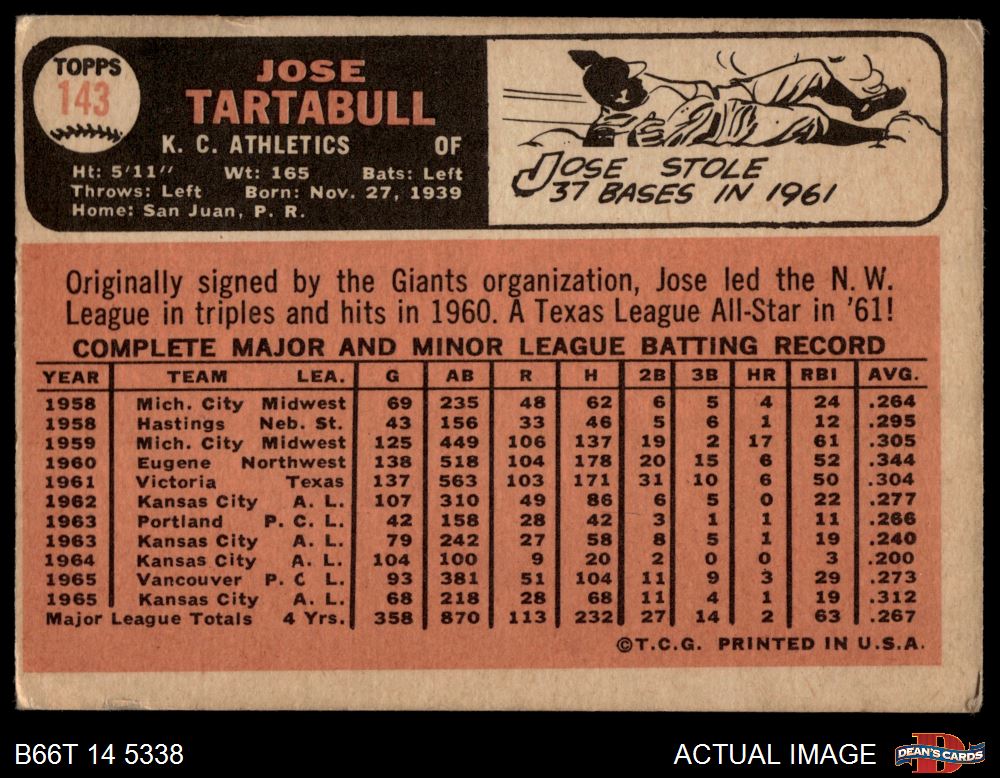 TOPPS
143
JOSE
TARTABULL
K. C. ATHLETICS OF
Ht: 5'11" Wt: 165 Bats: Left
Throws: Left Born: Nov. 27, 1939
Home: San Juan, P. R.
JOSE STOLE
37 BASES IN 1961
Originally signed by the Giants organization, Jose led the N. W.
League in triples and hits in 1960. A Texas League All-Star in '61!
COMPLETE MAJOR AND MINOR LEAGUE BATTING RECORD
YEAR TEAM LEA. G AB R H 2B 3B HR RBI AVG.
1958 Mich. City Midwest 69 235 48 62 6 5 4 24 .264
1958 Hastings Neb. St. 43 156 33 46 5 6 1 12 .295
1959 Mich. City Midwest 125 449 106 137 19 2 17 61 .305
1960 Eugene Northwest 138 518 104 178 20 15 6 52 .344
1961 Victoria Texas 137 563 103 171 31 10 6 50 .304
1962 Kansas City A. L. 107 310 49 86 6 5 0 22 .277
1963 Portland P. C. L. 42 158 28 42 3 1 1 11 .266
1963 Kansas City A. L. 79 242 27 58 8 5 1 19 .240
1964 Kansas City A. L. 104 100 9 20 2 0 0 3 .200
1965 Vancouver P. C L. 93 381 51 104 11 9 3 29 .273
1965 Kansas City A. L. 68 218 28 68 11 4 1 19 .312
Major League Totals 4 Yrs. 358 870 113 232 27 14 2 63 .267
©T.C.G. PRINTED IN U.S.A.
B66T 14 5338
ACTUAL IMAGE
DEAN'S CARDS